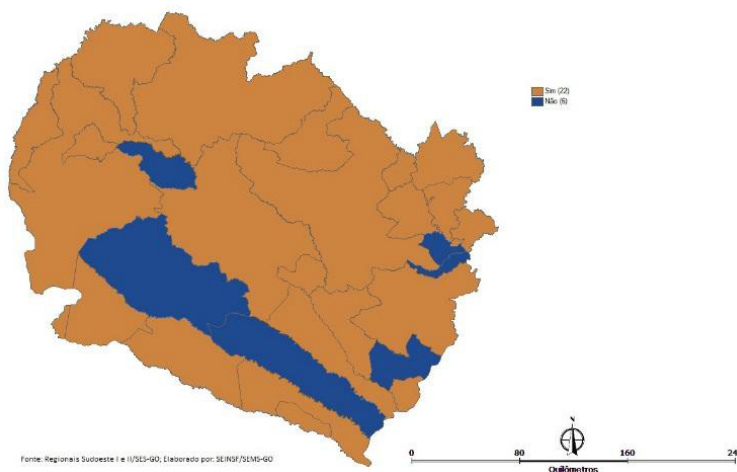 Sim (22)
Não (6)
N
Fonte: Regionais Sudoeste I e II/SES-GO; Elaborado por: SEINSF/SEMS-GO
0 80 160 24
Quilômetros